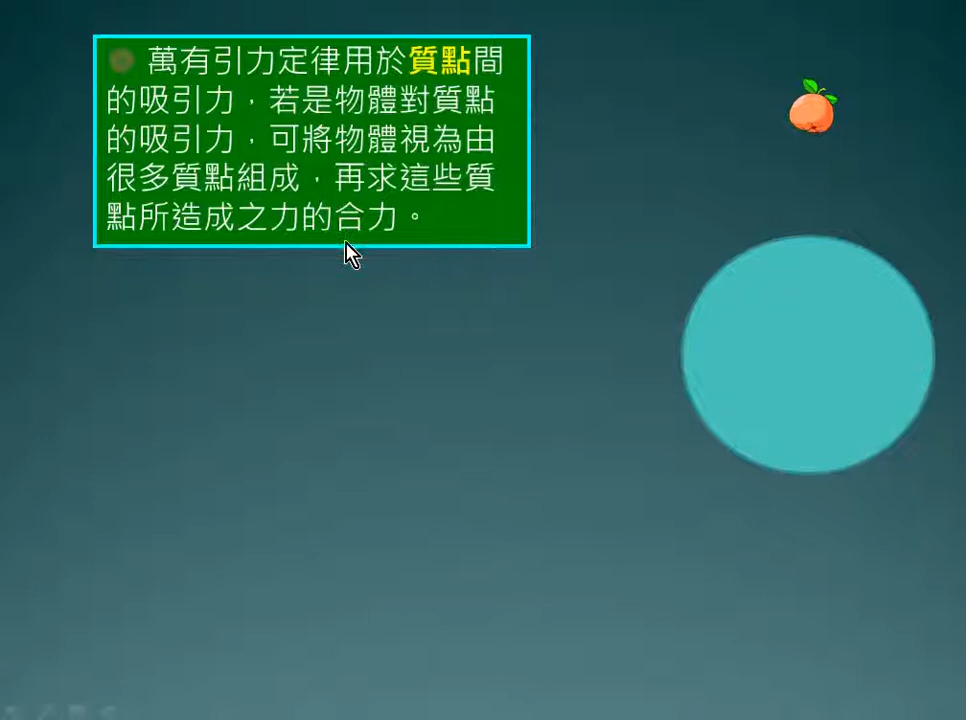 萬有引力定律用於質點間
的吸引力，若是物體對質點
的吸引力，可將物體視為由
很多質點組成，再求這些質
點所造成之力的合力。